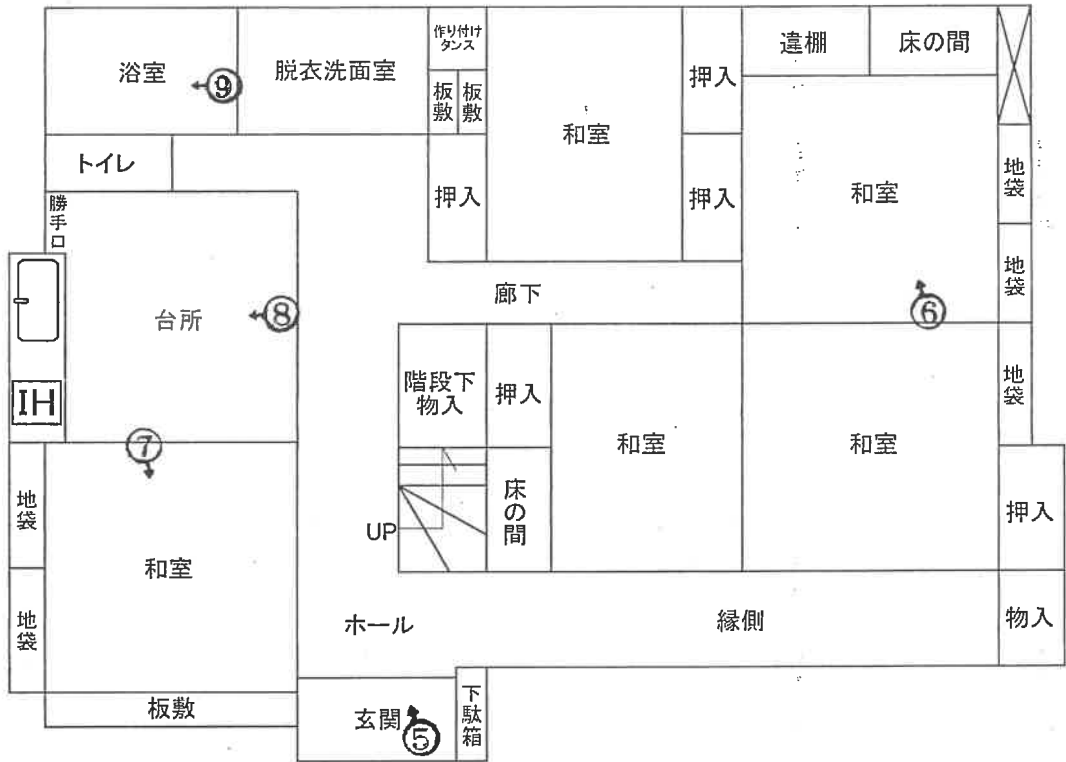 作り付け
タンス
違棚
床の間
浴室
⑨
脱衣洗面室
押入
板敷
板敷
和室
トイレ
押入
押入
地袋
和室
勝手口
地袋
廊下
台所
⑧
⑥
階段下
物入
押入
地袋
IH
⑦
和室
和室
地袋
床の間
押入
UP
和室
地袋
ホール
縁側
物入
板敷
玄関
⑤
下駄箱